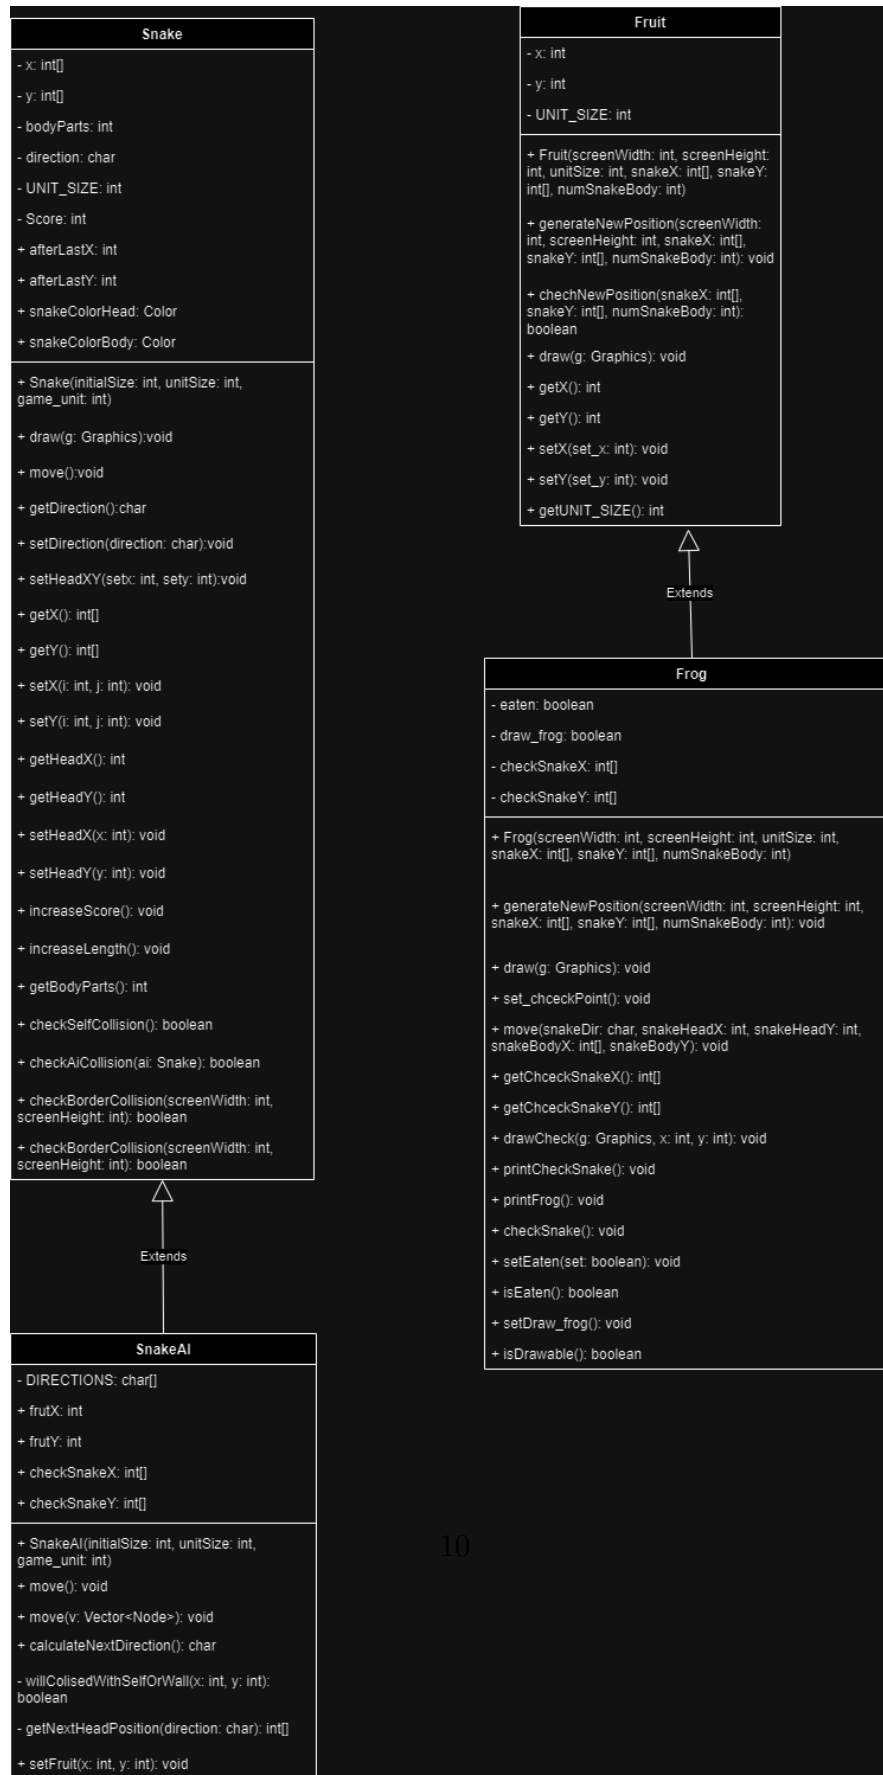 Snake
- x: int[]
- y: int[]
- bodyParts: int
- direction: char
- UNIT_SIZE: int
- Score: int
+ afterLastX: int
+ afterLastY: int
+ snakeColorHead: Color
+ snakeColorBody: Color
+ Snake(initialSize: int, unitSize: int,
game_unit: int)
+ draw(g: Graphics):void
+ move():void
+ getDirection():char
+ setDirection(direction: char):void
+ setHeadXY(setx: int, sety: int):void
+ getX(): int[]
+ getY(): int[]
+ setX(i: int, j: int): void
+ setY(i: int, j: int): void
+ getHeadX(): int
+ getHeadY(): int
+ setHeadX(x: int): void
+ setHeadY(y: int): void
+ increaseScore(): void
+ increaseLength(): void
+ getBodyParts(): int
+ checkSelfCollision(): boolean
+ checkAiCollision(ai: Snake): boolean
+ checkBorderCollision(screenWidth: int,
screenHeight: int): boolean
+ checkBorderCollision(screenWidth: int,
screenHeight: int): boolean
Extends
SnakeAI
- DIRECTIONS: char[]
+ frutX: int
+ frutY: int
+ checkSnakeX: int[]
+ checkSnakeY: int[]
+ SnakeAI(initialSize: int, unitSize: int,
game_unit: int)
+ move(): void
+ move(v: Vector<Node>): void
+ calculateNextDirection(): char
- willColisedWithSelfOrWall(x: int, y: int):
boolean
- getNextHeadPosition(direction: char): int[]
+ setFruit(x: int, y: int): void
Fruit
- x: int
- y: int
- UNIT_SIZE: int
+ Fruit(screenWidth: int, screenHeight:
int, unitSize: int, snakeX: int[], snakeY:
int[], numSnakeBody: int)
+ generateNewPosition(screenWidth:
int, screenHeight: int, snakeX: int[],
snakeY: int[], numSnakeBody: int): void
+ chechNewPosition(snakeX: int[],
snakeY: int[], numSnakeBody: int):
boolean
+ draw(g: Graphics): void
+ getX(): int
+ getY(): int
+ setX(set_x: int): void
+ setY(set_y: int): void
+ getUNIT_SIZE(): int
Extends
Frog
- eaten: boolean
- draw_frog: boolean
- checkSnakeX: int[]
- checkSnakeY: int[]
+ Frog(screenWidth: int, screenHeight: int, unitSize: int,
snakeX: int[], snakeY: int[], numSnakeBody: int)
+ generateNewPosition(screenWidth: int, screenHeight: int,
snakeX: int[], snakeY: int[], numSnakeBody: int): void
+ draw(g: Graphics): void
+ set_chceckPoint(): void
+ move(snakeDir: char, snakeHeadX: int, snakeHeadY: int,
snakeBodyX: int[], snakeBodyY): void
+ getChceckSnakeX(): int[]
+ getChceckSnakeY(): int[]
+ drawCheck(g: Graphics, x: int, y: int): void
+ printCheckSnake(): void
+ printFrog(): void
+ checkSnake(): void
+ setEaten(set: boolean): void
+ isEaten(): boolean
+ setDraw_frog(): void
+ isDrawable(): boolean
10